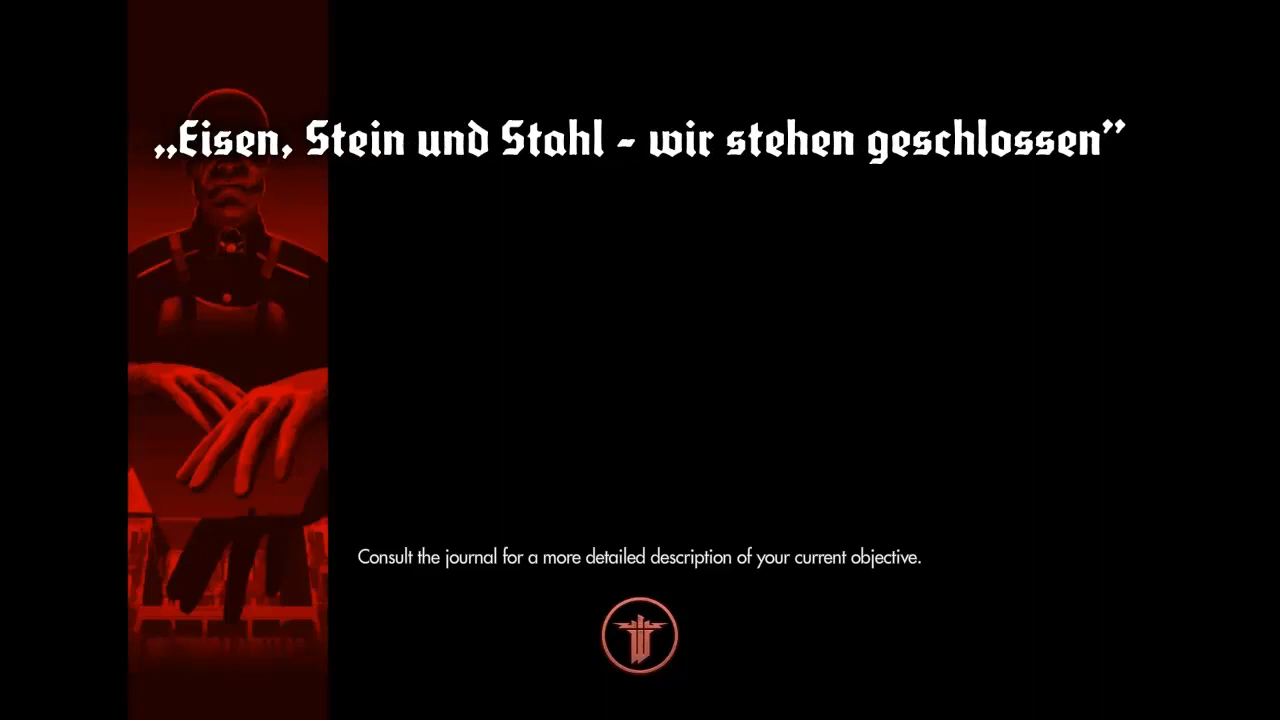 „Eisen, Stein und Stahl - wir stehen geschlossen”
Consult the journal for a more detailed description of your current objective.